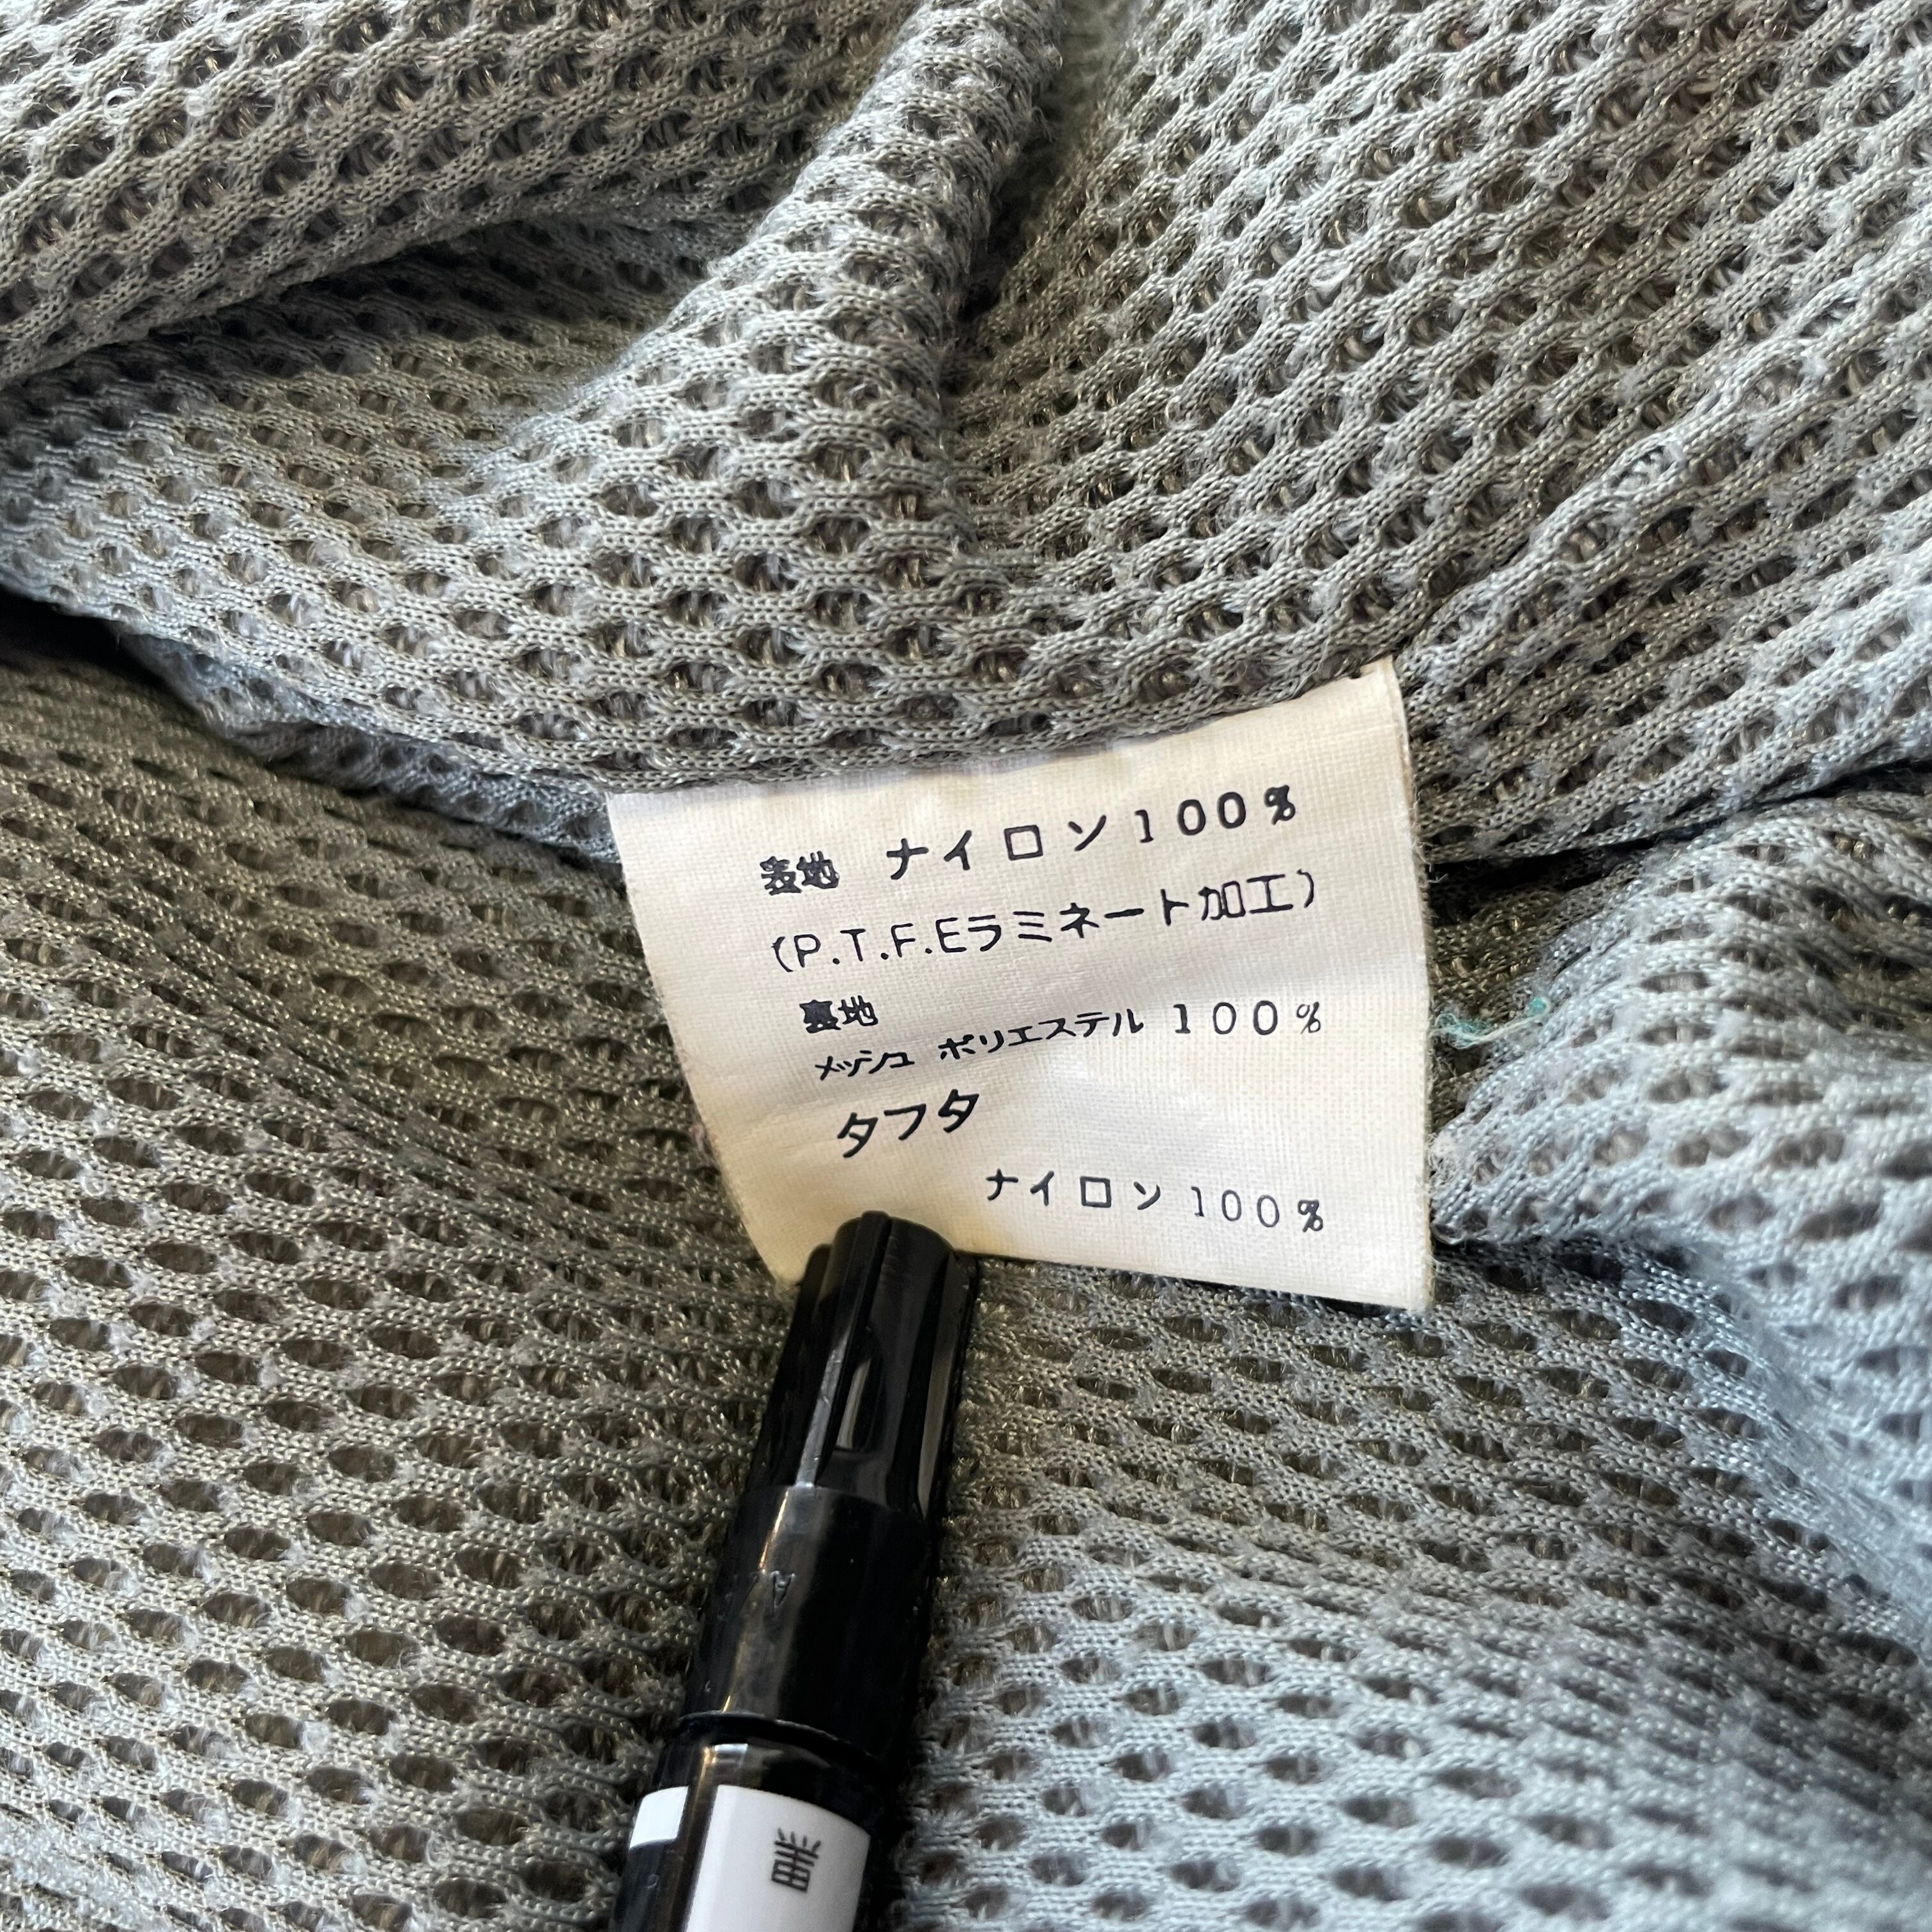 表地 ナイロン100%
(P.T.F.Eラミネート加工)
裏地
メッシュ ポリエステル 100%
タフタ
ナイロン100%